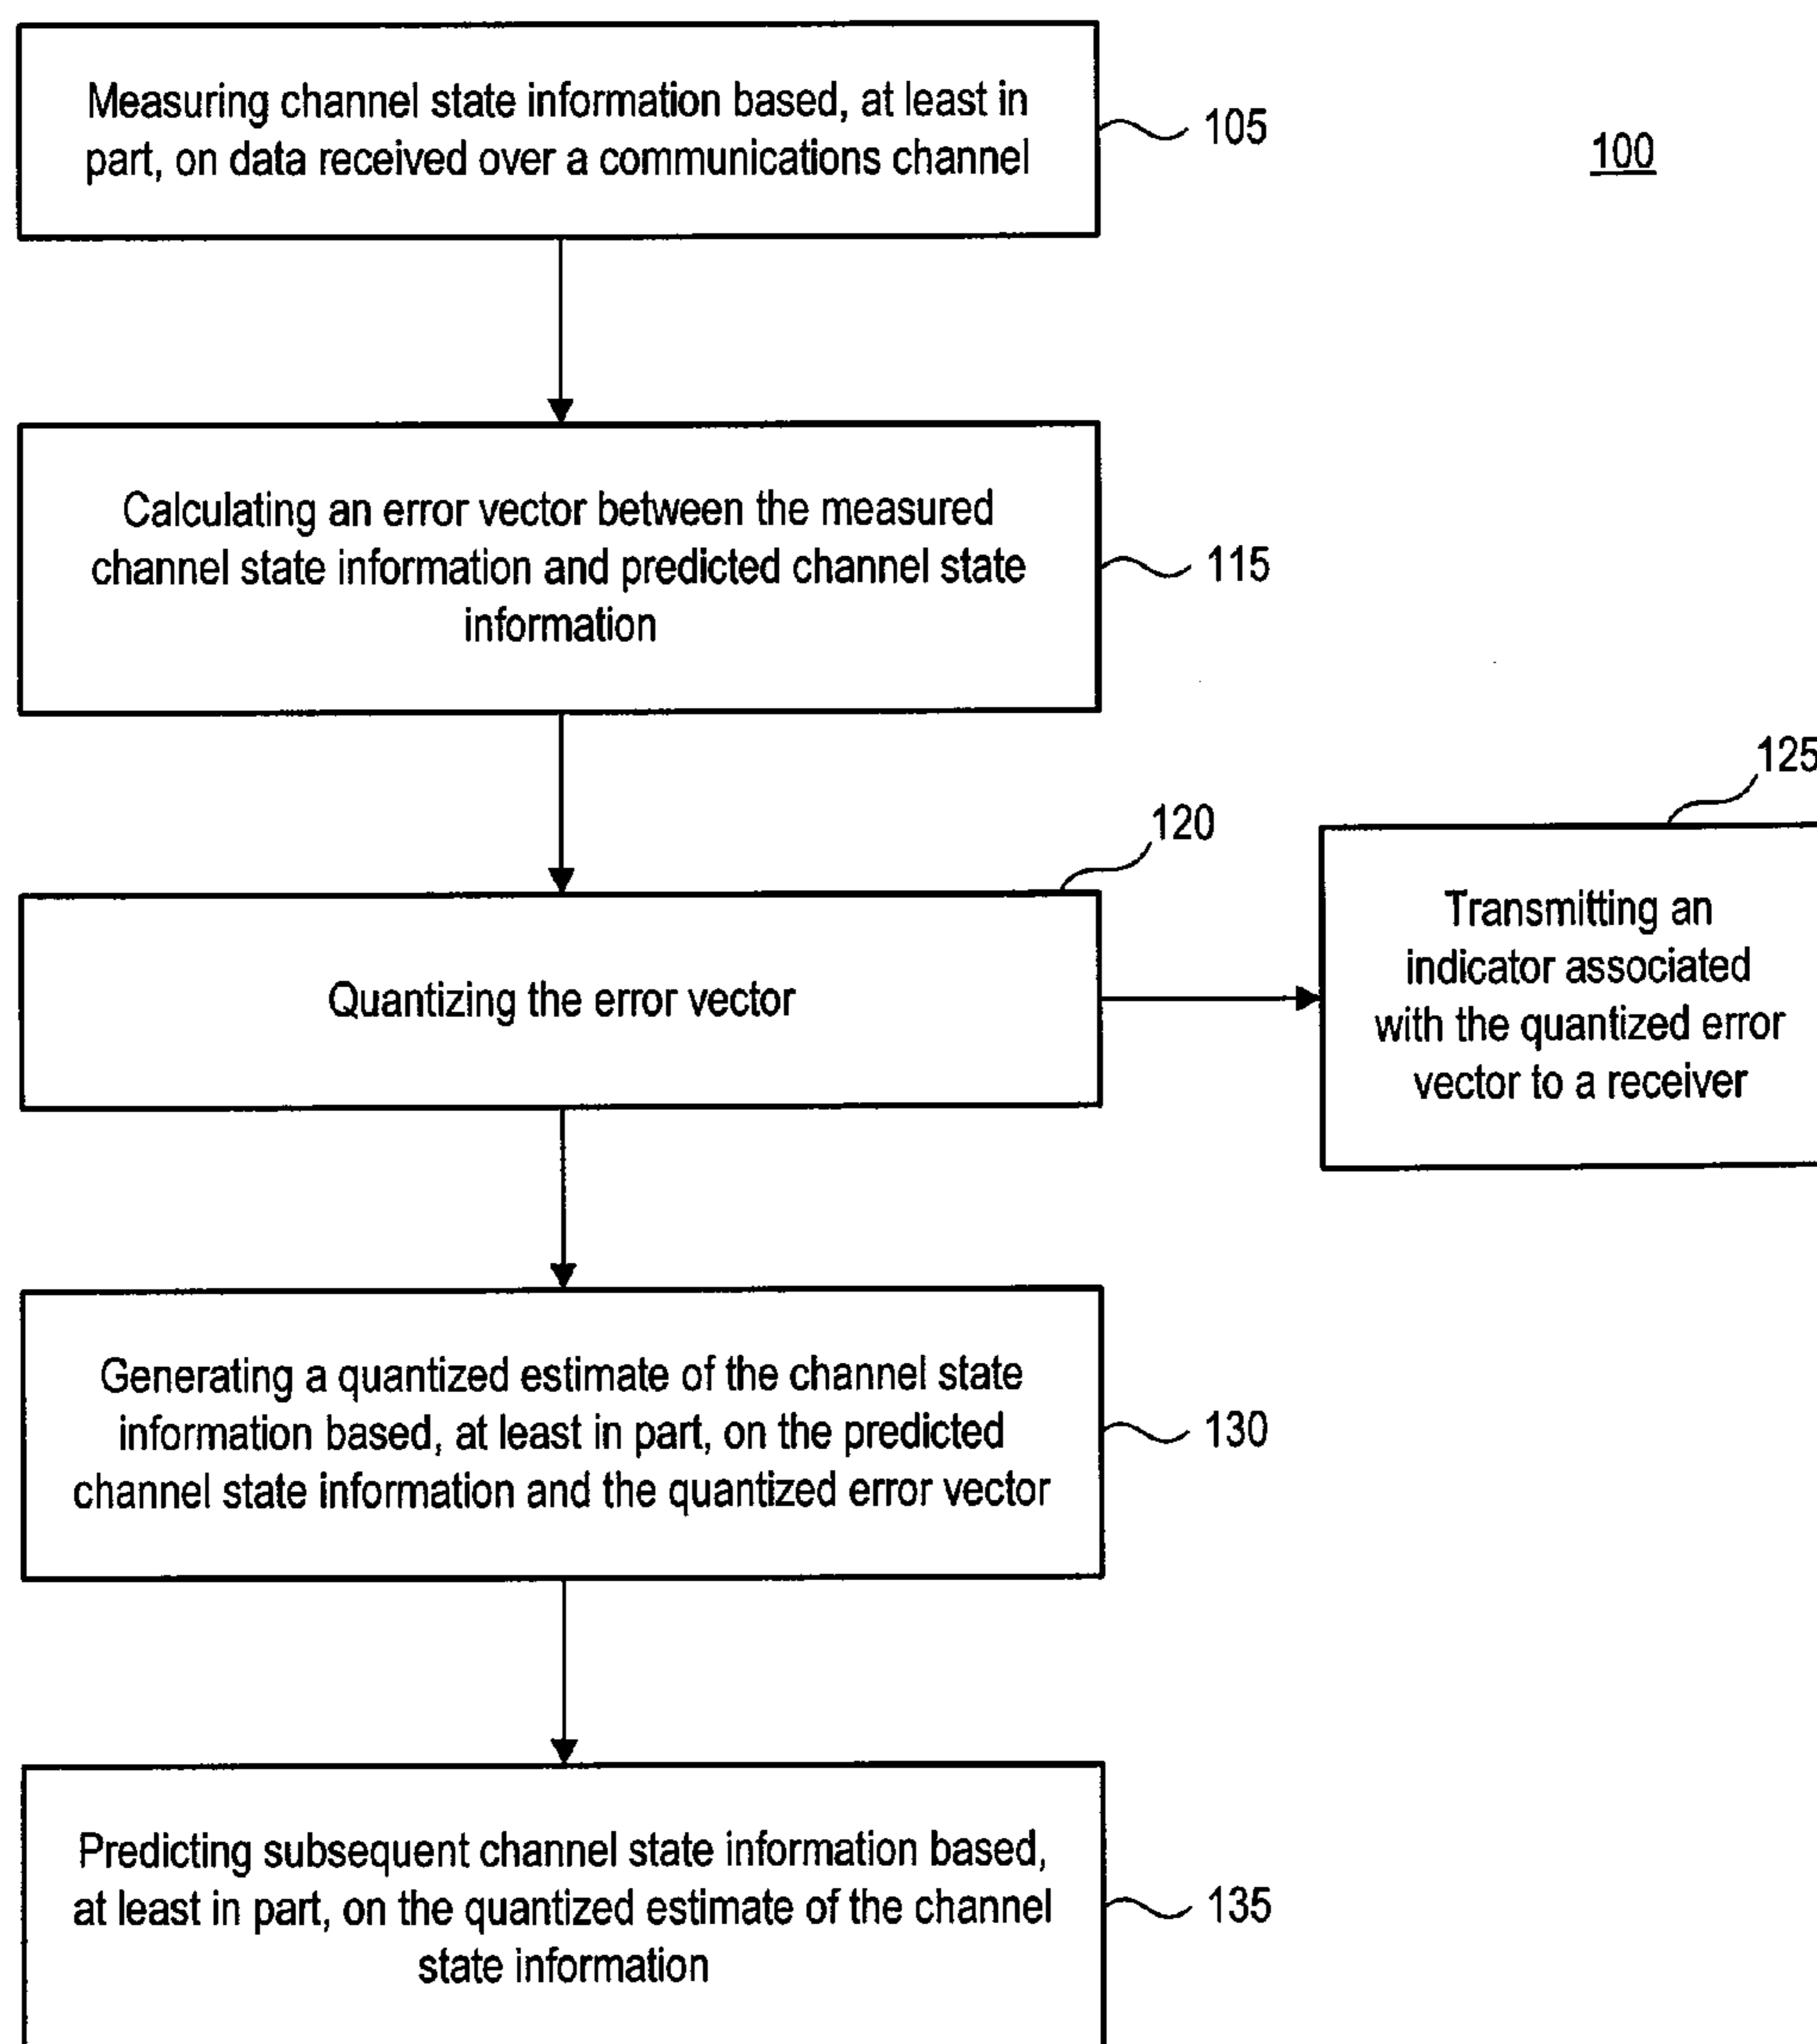 Measuring channel state information based, at least in
part, on data received over a communications channel
105
100
Calculating an error vector between the measured
channel state information and predicted channel state
information
115
125
120
Quantizing the error vector
Transmitting an
indicator associated
with the quantized error
vector to a receiver
Generating a quantized estimate of the channel state
information based, at least in part, on the predicted
channel state information and the quantized error vector
130
Predicting subsequent channel state information based,
at least in part, on the quantized estimate of the channel
state information
135